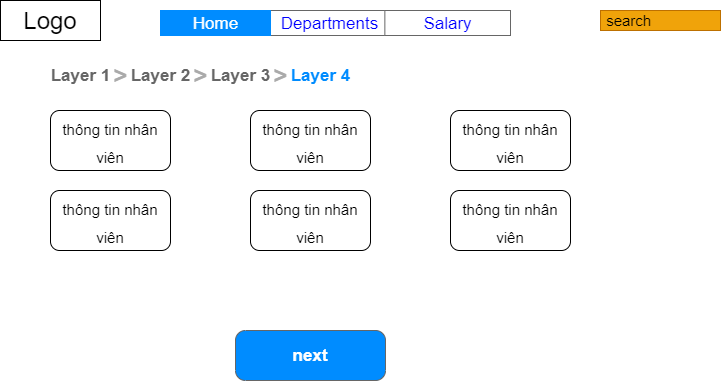 Logo
Home Departments Salary
search
Layer 1 > Layer 2 > Layer 3 > Layer 4
thông tin nhân
viên
thông tin nhân
viên
thông tin nhân
viên
thông tin nhân
viên
thông tin nhân
viên
thông tin nhân
viên
next